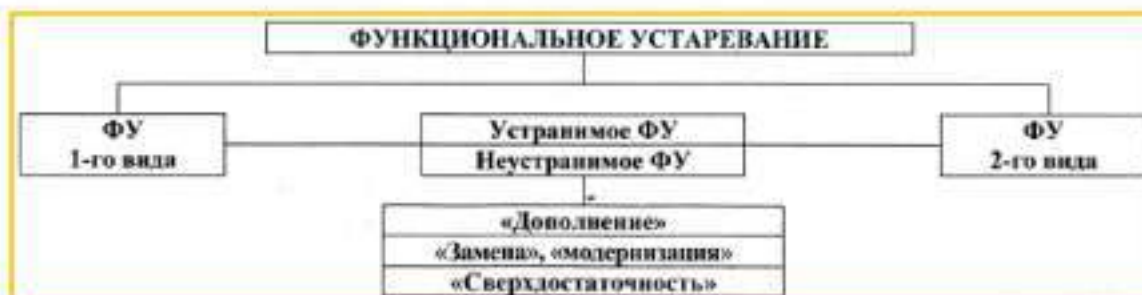 ФУНКЦИОНАЛЬНОЕ УСТАРЕВАНИЕ
ФУ
1-го вида
Устранимое ФУ
Неустранимое ФУ
ФУ
2-го вида
«Дополнение»
«Замена», «модернизация»
«Сверхдостаточность»